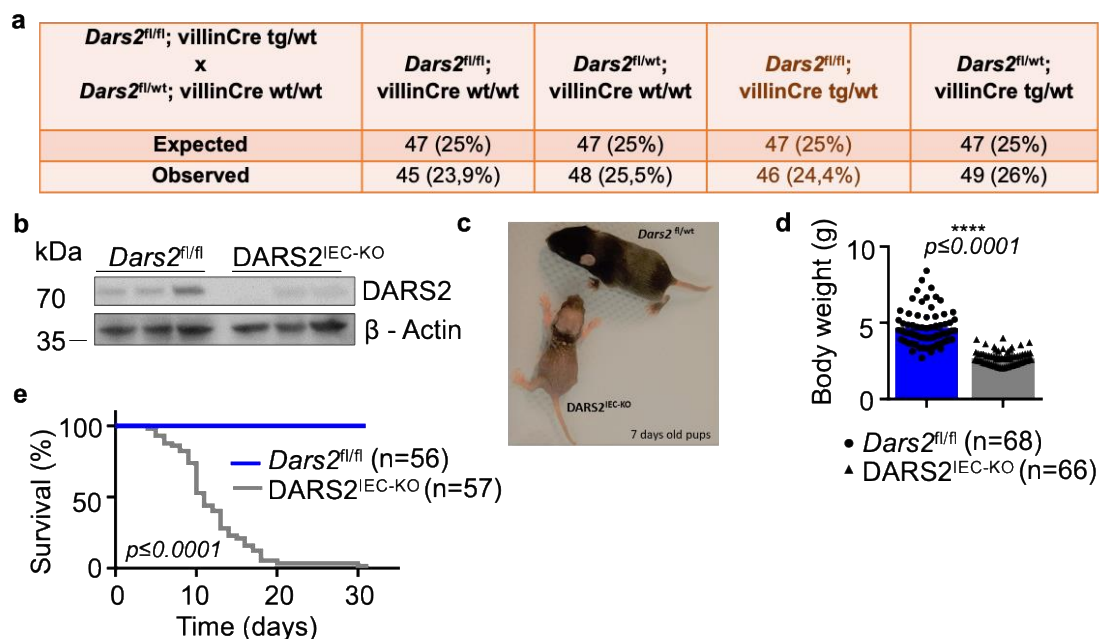 a
Dars2fl/fl; villinCre tg/wt
x
Dars2fl/wt; villinCre wt/wt
Dars2fl/fl;
villinCre wt/wt
Dars2fl/wt;
villinCre wt/wt
Dars2fl/fl;
villinCre tg/wt
Dars2fl/wt;
villinCre tg/wt
Expected 47 (25%) 47 (25%) 47 (25%) 47 (25%)
Observed 45 (23,9%) 48 (25,5%) 46 (24,4%) 49 (26%)
b
kDa
Dars2fl/fl DARS2IEC-KO
70 DARS2
35 β - Actin
c
Dars2 fl/wt
DARS2IEC-KO
7 days old pups
d
****
p≤0.0001
Body weight (g)
10
5
0
Dars2fl/fl (n=68)
DARS2IEC-KO (n=66)
e
Survival (%)
100
50
0
Dars2fl/fl (n=56)
DARS2IEC-KO (n=57)
p≤0.0001
0 10 20 30
Time (days)